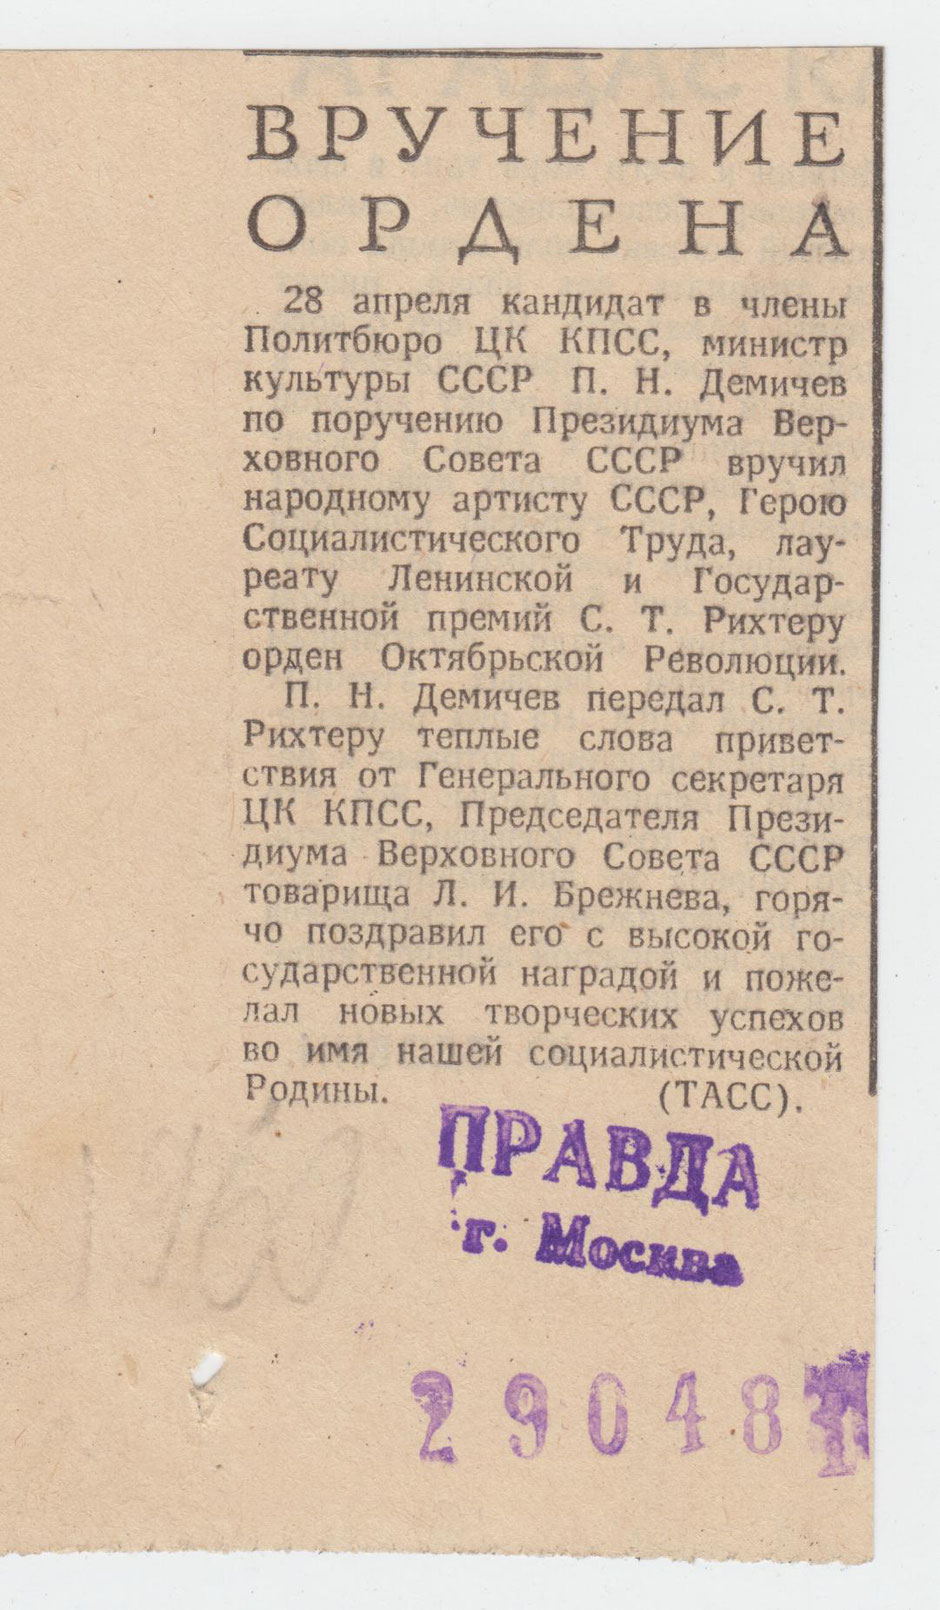 ВРУЧЕНИЕ
ОРДЕНА
28 апреля кандидат в члены
Политбюро ЦК КПСС, министр
культуры СССР П. Н. Демичев
по поручению Президиума Вер-
ховного Совета СССР вручил
народному артисту СССР, Герою
Социалистического Труда, лау-
реату Ленинской и Государ-
ственной премий С. Т. Рихтеру
орден Октябрьской Революции.
П. Н. Демичев передал С. Т.
Рихтеру теплые слова привет-
ствия от Генерального секретаря
ЦК КПСС, Председателя Прези-
диума Верховного Совета СССР
товарища Л. И. Брежнева, горя-
чо поздравил его с высокой го-
сударственной наградой и поже-
лал новых творческих успехов
во имя нашей социалистической
Родины. (ТАСС).
ПРАВДА
г. Москва
29048